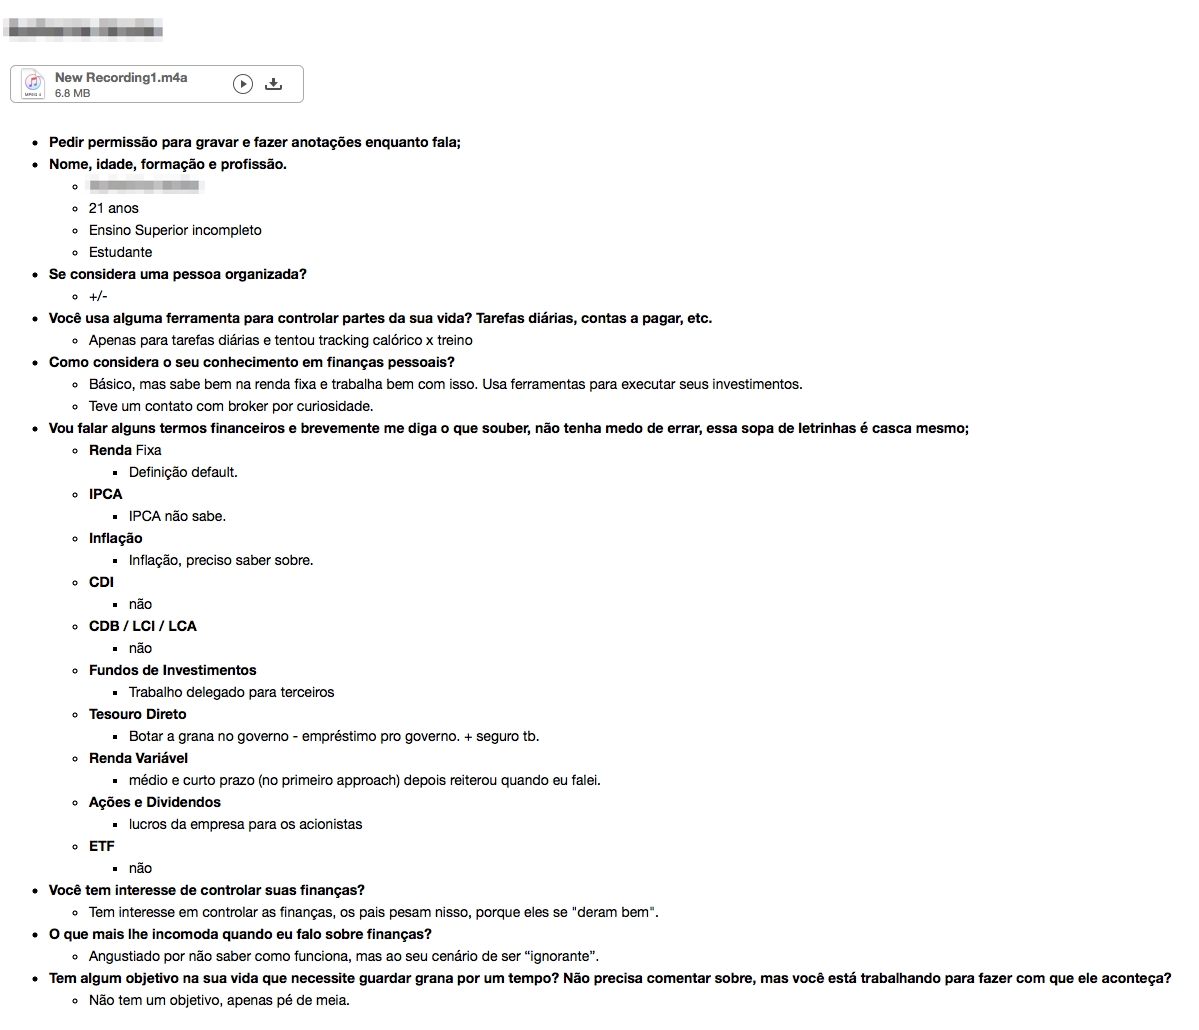 New Recording1.m4a
MPEG 4
6.8 MB
Pedir permissão para gravar e fazer anotações enquanto fala;
Nome, idade, formação e profissão.
21 anos
Ensino Superior incompleto
Estudante
Se considera uma pessoa organizada?
+/-
Você usa alguma ferramenta para controlar partes da sua vida? Tarefas diárias, contas a pagar, etc.
Apenas para tarefas diárias e tentou tracking calórico x treino
Como considera o seu conhecimento em finanças pessoais?
Básico, mas sabe bem na renda fixa e trabalha bem com isso. Usa ferramentas para executar seus investimentos.
Teve um contato com broker por curiosidade.
Vou falar alguns termos financeiros e brevemente me diga o que souber, não tenha medo de errar, essa sopa de letrinhas é casca mesmo;
Renda Fixa
Definição default.
IPCA
IPCA não sabe.
Inflação
Inflação, preciso saber sobre.
CDI
não
CDB / LCI / LCA
não
Fundos de Investimentos
Trabalho delegado para terceiros
Tesouro Direto
Botar a grana no governo - empréstimo pro governo. + seguro tb.
Renda Variável
médio e curto prazo (no primeiro approach) depois reiterou quando eu falei.
Ações e Dividendos
lucros da empresa para os acionistas
ETF
não
Você tem interesse de controlar suas finanças?
Tem interesse em controlar as finanças, os pais pesam nisso, porque eles se "deram bem".
O que mais lhe incomoda quando eu falo sobre finanças?
Angustiado por não saber como funciona, mas ao seu cenário de ser “ignorante”.
Tem algum objetivo na sua vida que necessite guardar grana por um tempo? Não precisa comentar sobre, mas você está trabalhando para fazer com que ele aconteça?
Não tem um objetivo, apenas pé de meia.